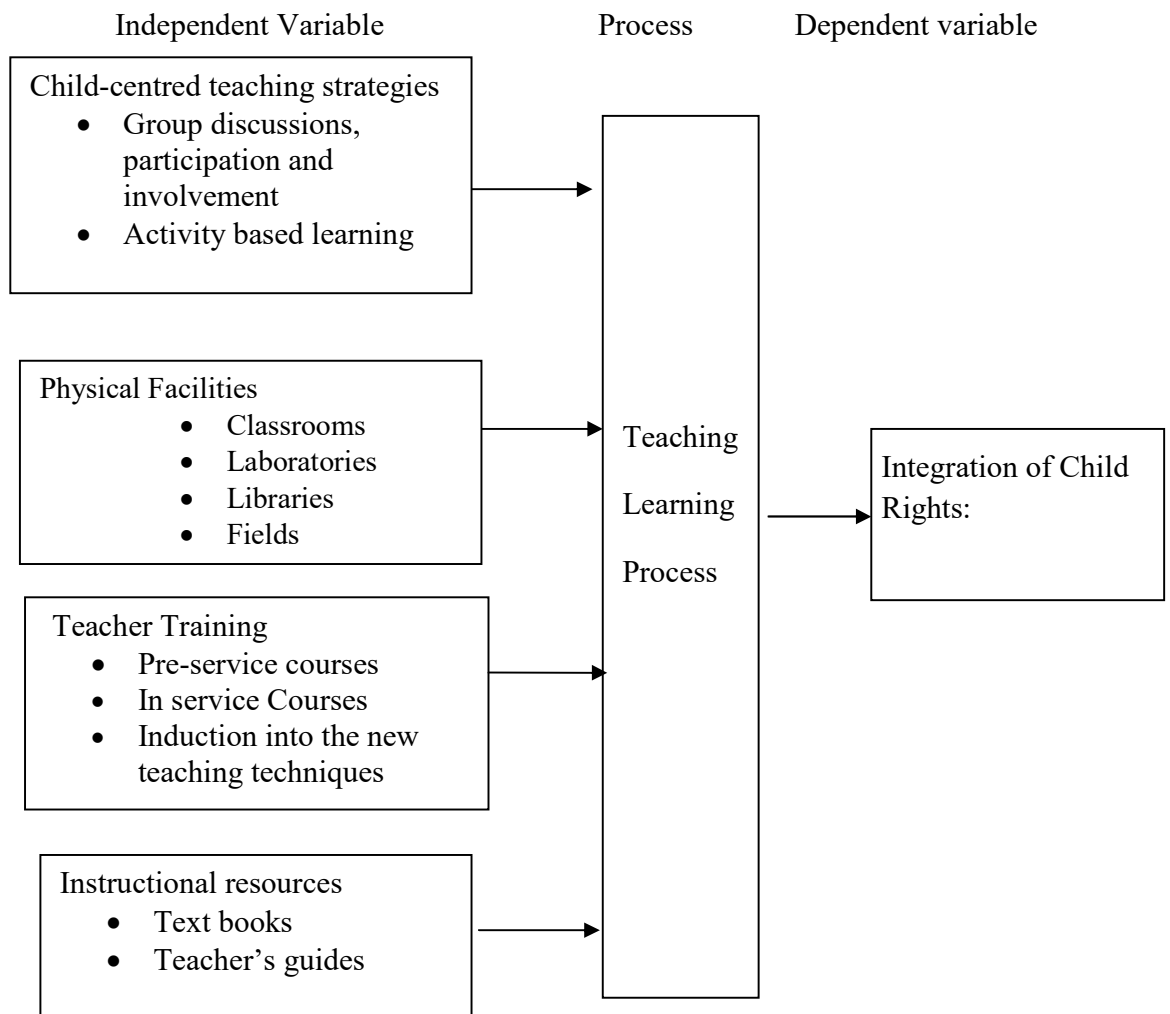 Independent Variable Process Dependent variable
Child-centred teaching strategies
• Group discussions,
participation and
involvement
• Activity based learning
Physical Facilities
• Classrooms
• Laboratories
• Libraries
• Fields
Teacher Training
• Pre-service courses
• In service Courses
• Induction into the new
teaching techniques
Instructional resources
• Text books
• Teacher’s guides
Teaching
Learning
Process
Integration of Child
Rights: